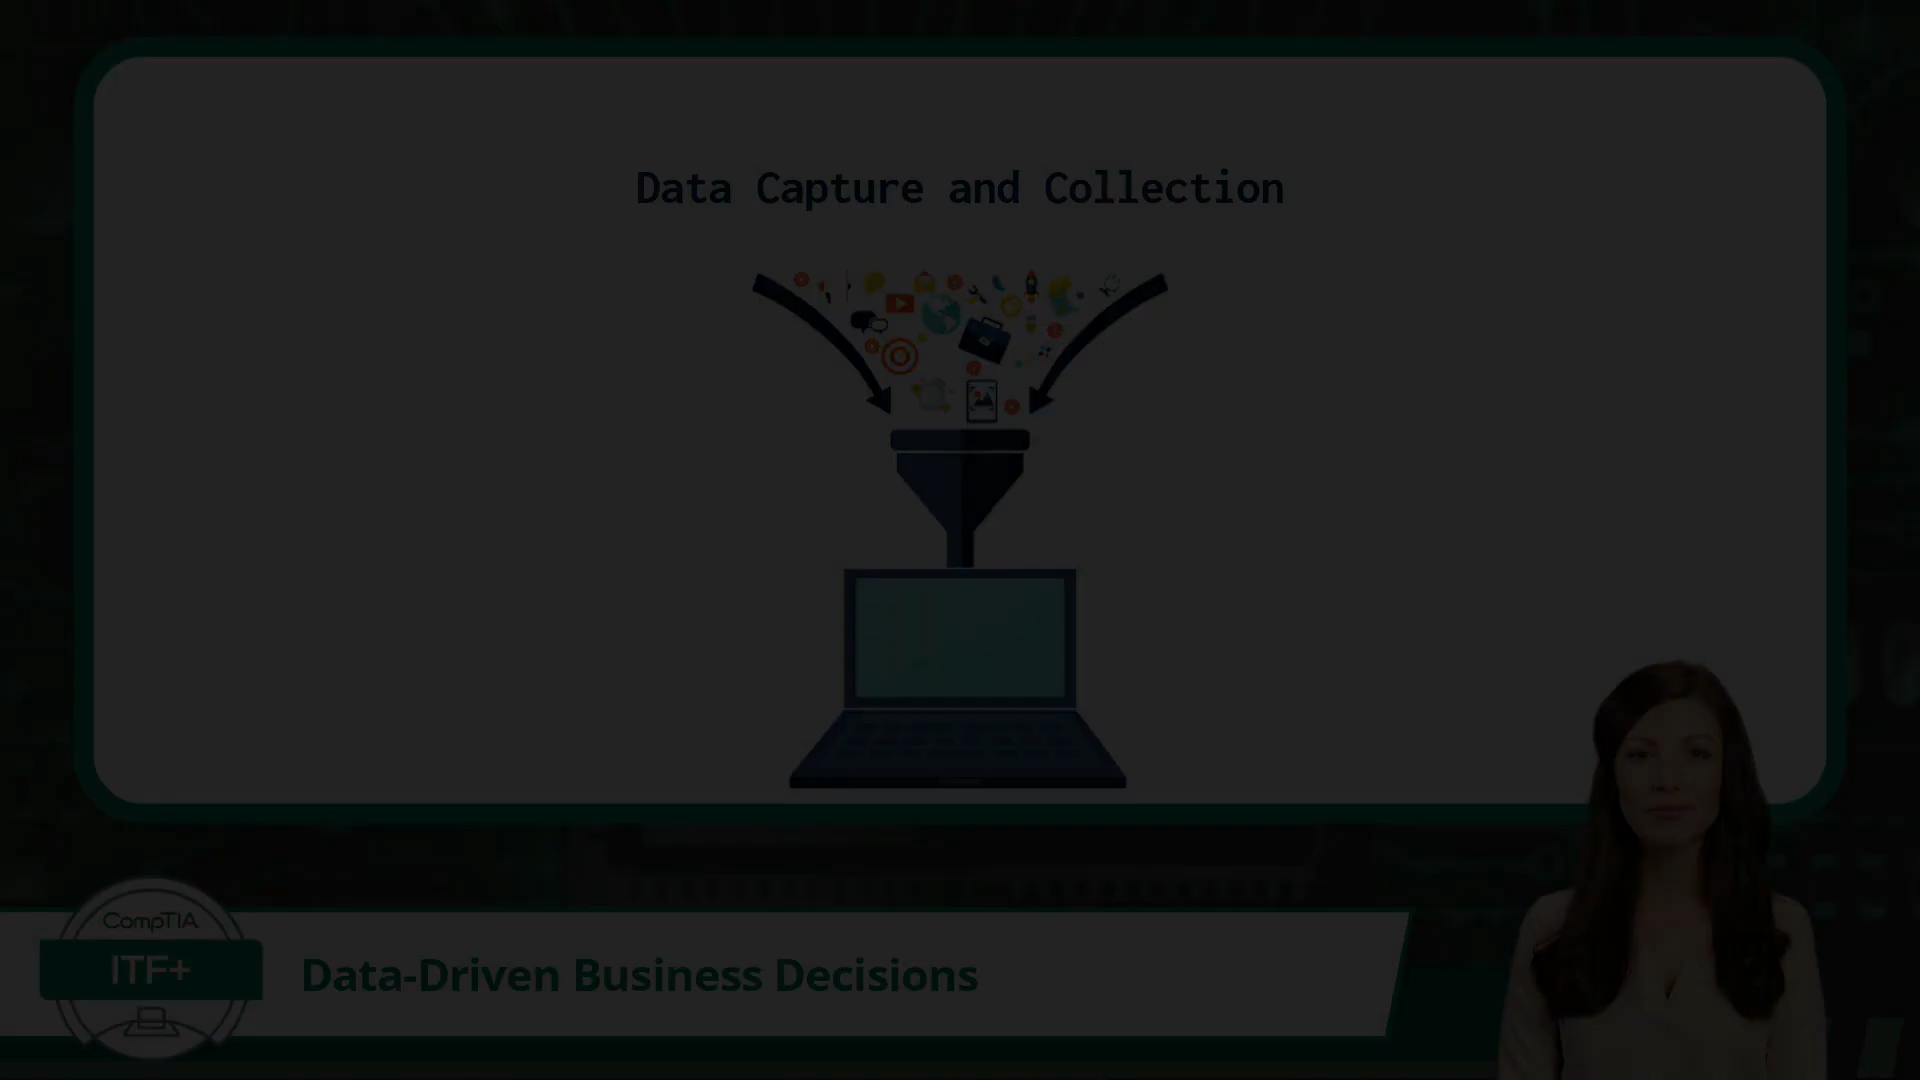 Data Capture and Collection
CompTIA
ITF+
Data-Driven Business Decisions